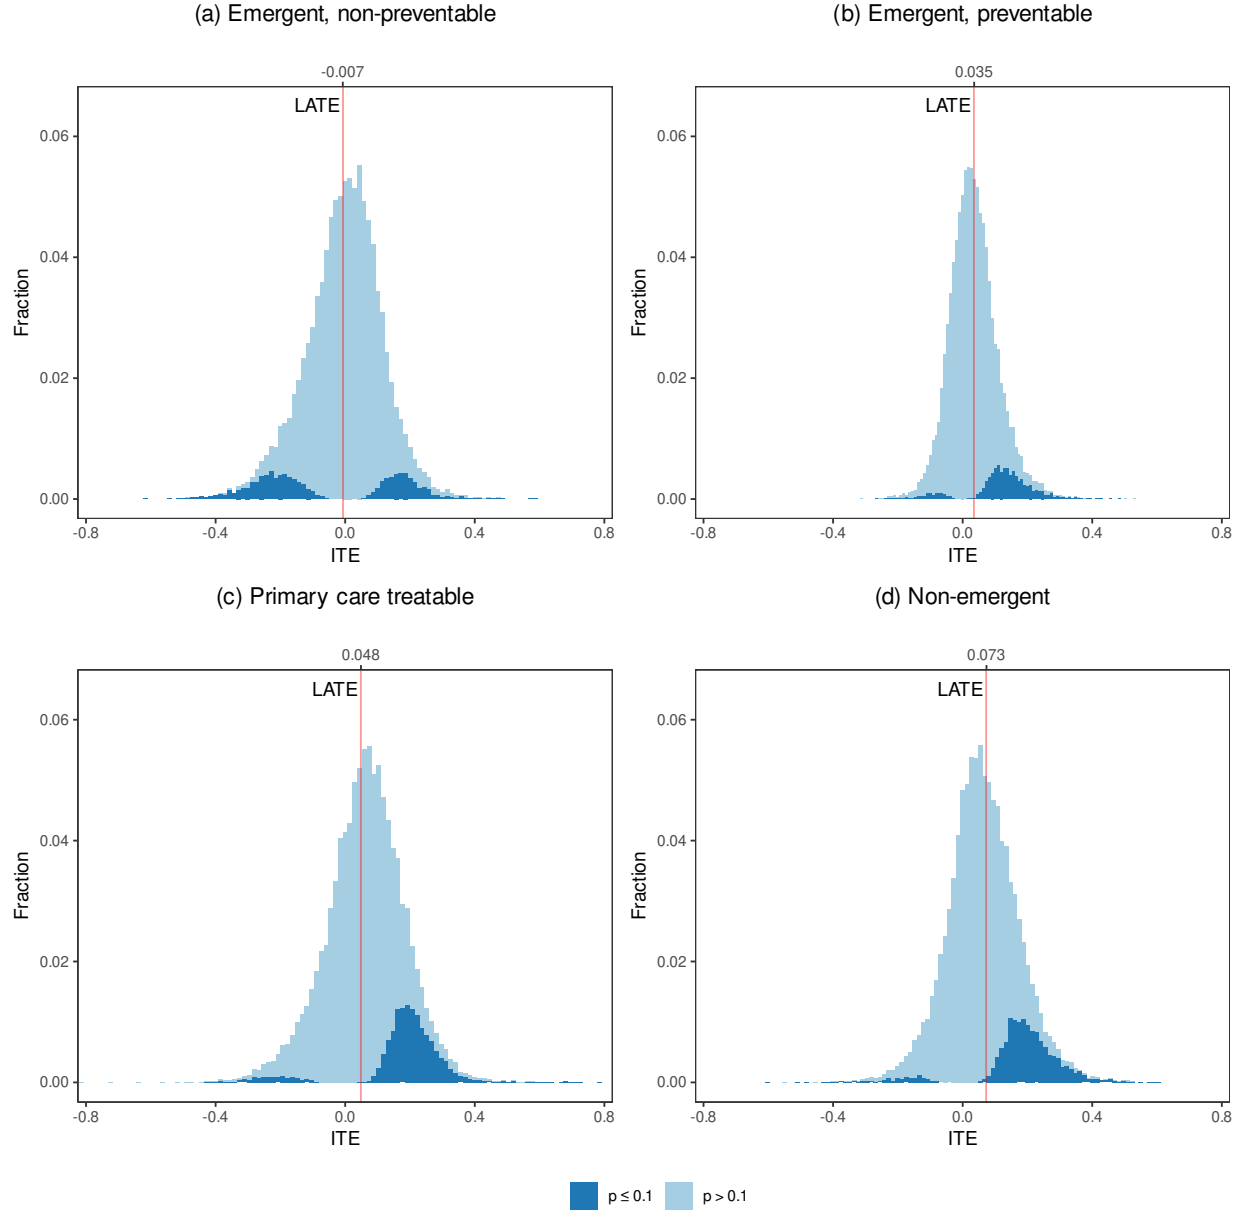 (a) Emergent, non-preventable
(b) Emergent, preventable
-0.007
0.035
LATE
LATE
0.06
0.04
0.02
0.00
Fraction
-0.8 -0.4 0.0 0.4 0.8
ITE
0.06
0.04
0.02
0.00
Fraction
-0.8 -0.4 0.0 0.4 0.8
ITE
(c) Primary care treatable
(d) Non-emergent
0.048
0.073
LATE
LATE
0.06
0.04
0.02
0.00
Fraction
-0.8 -0.4 0.0 0.4 0.8
ITE
0.06
0.04
0.02
0.00
Fraction
-0.8 -0.4 0.0 0.4 0.8
ITE
p ≤ 0.1 p > 0.1